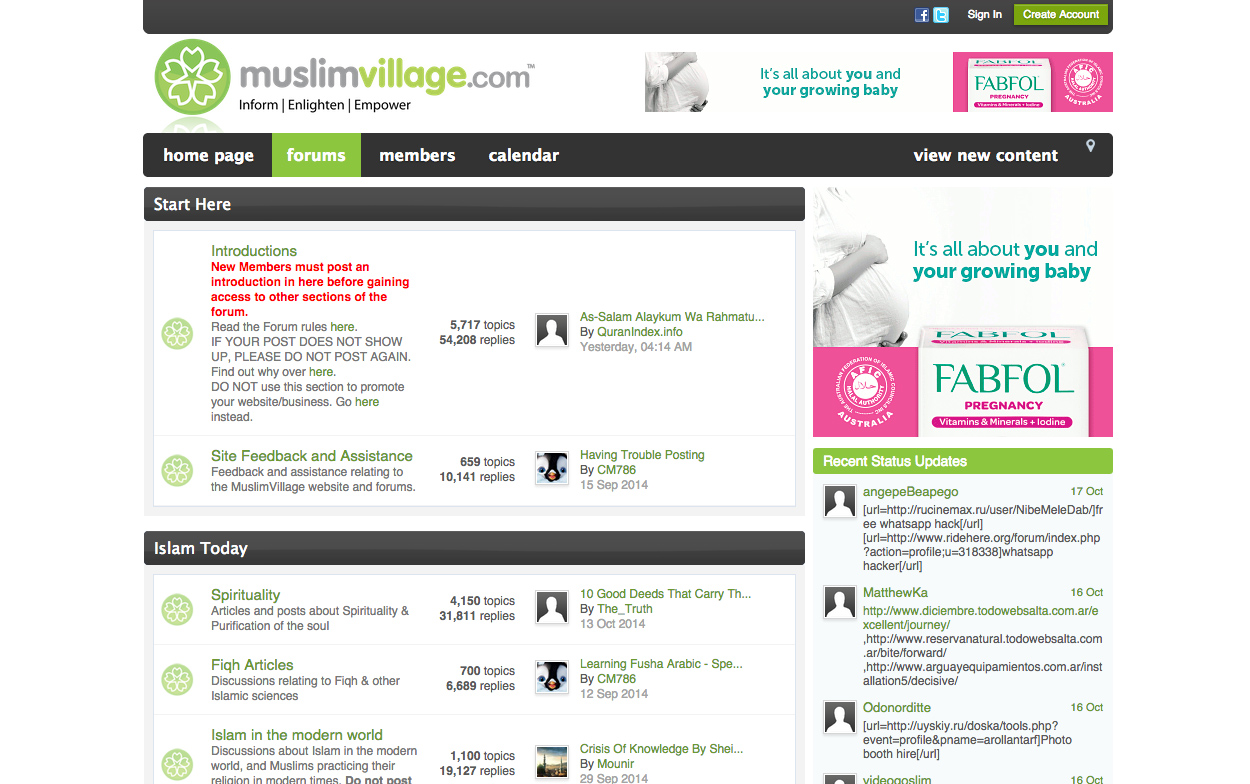 Sign In
Create Account
muslimvillage.com™
Inform | Enlighten | Empower
It's all about you and
your growing baby
FABFOL
PREGNANCY
Vitamins & Minerals + Iodine
AUSTRALIA
home page
forums
members
calendar
view new content
Start Here
Introductions
New Members must post an
introduction in here before gaining
access to other sections of the
forum.
Read the Forum rules here.
IF YOUR POST DOES NOT SHOW
UP, PLEASE DO NOT POST AGAIN.
Find out why over here.
DO NOT use this section to promote
your website/business. Go here
instead.
5,717 topics
54,208 replies
As-Salam Alaykum Wa Rahmatu...
By QuranIndex.info
Yesterday, 04:14 AM
Site Feedback and Assistance
Feedback and assistance relating to
the MuslimVillage website and forums.
659 topics
10,141 replies
Having Trouble Posting
By CM786
15 Sep 2014
Islam Today
Spirituality
Articles and posts about Spirituality &
Purification of the soul
4,150 topics
31,811 replies
10 Good Deeds That Carry Th...
By The_Truth
13 Oct 2014
Fiqh Articles
Discussions relating to Fiqh & other
Islamic sciences
700 topics
6,689 replies
Learning Fusha Arabic - Spe...
By CM786
12 Sep 2014
Islam in the modern world
Discussions about Islam in the modern
world, and Muslims practicing their
religion in modern times. Do not post
1,100 topics
19,127 replies
Crisis Of Knowledge By Shei...
By Mounir
29 Sep 2014
It's all about you and
your growing baby
FABFOL
Vitamins & Minerals + Iodine
FABFOL
PREGNANCY
Vitamins & Minerals + Iodine
THE AUSTRALIAN FEDERATION OF ISLAMIC COUNCILS INC
AFIC
حلال
HALAL AUTHORITY
AUSTRALIA
Recent Status Updates
angepeBeapego
17 Oct
[url=http://rucinemax.ru/user/NibeMeleDab/]fr
ee whatsapp hack[/url]
[url=http://www.ridehere.org/forum/index.php
?action=profile;u=318338]whatsapp
hacker[/url]
MatthewKa
16 Oct
http://www.diciembre.todowebsalta.com.ar/e
xcellent/journey/
,http://www.reservanatural.todowebsalta.com
.ar/bite/forward/
,http://www.arguayequipamientos.com.ar/inst
allation5/decisive/
Odonorditte
16 Oct
[url=http://uyskiy.ru/doska/tools.php?
event=profile&pname=arollantarf]Photo
booth hire[/url]
videogoslim
16 Oct